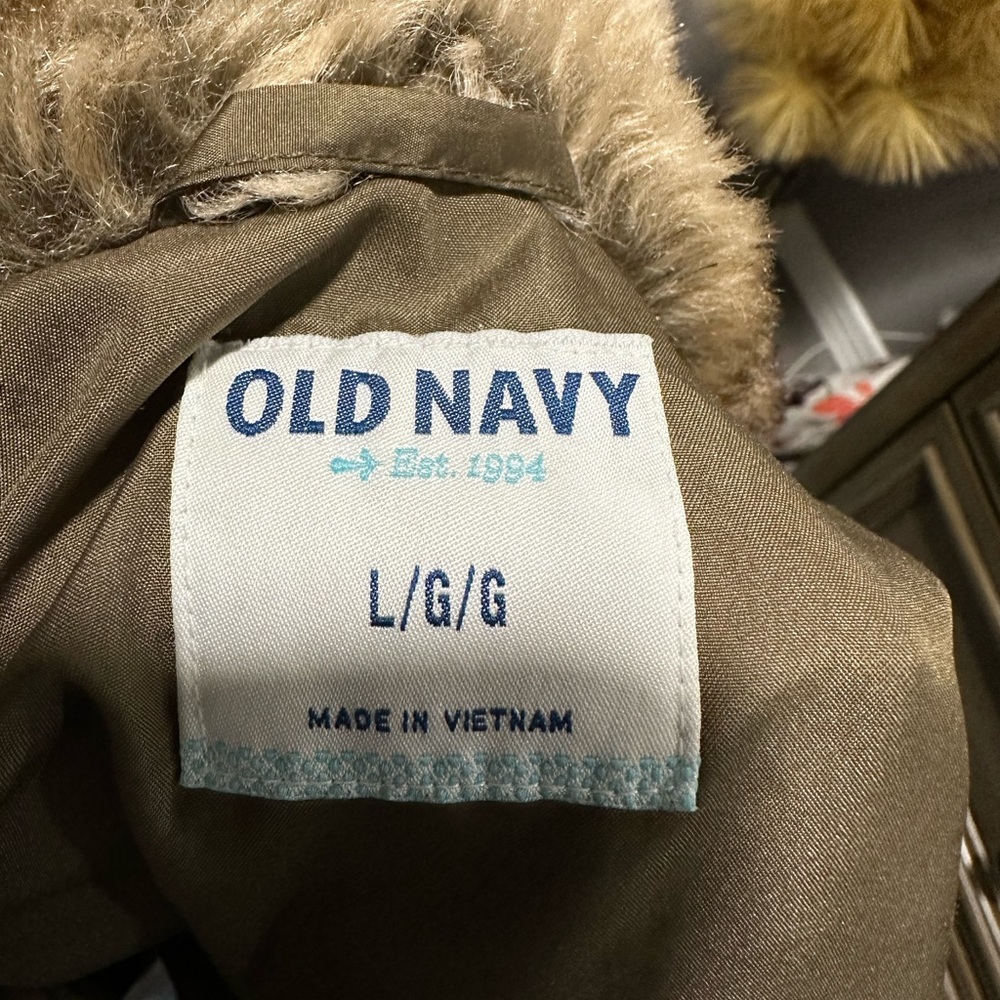 OLD NAVY
Est. 1994
L/G/G
MADE IN VIETNAM